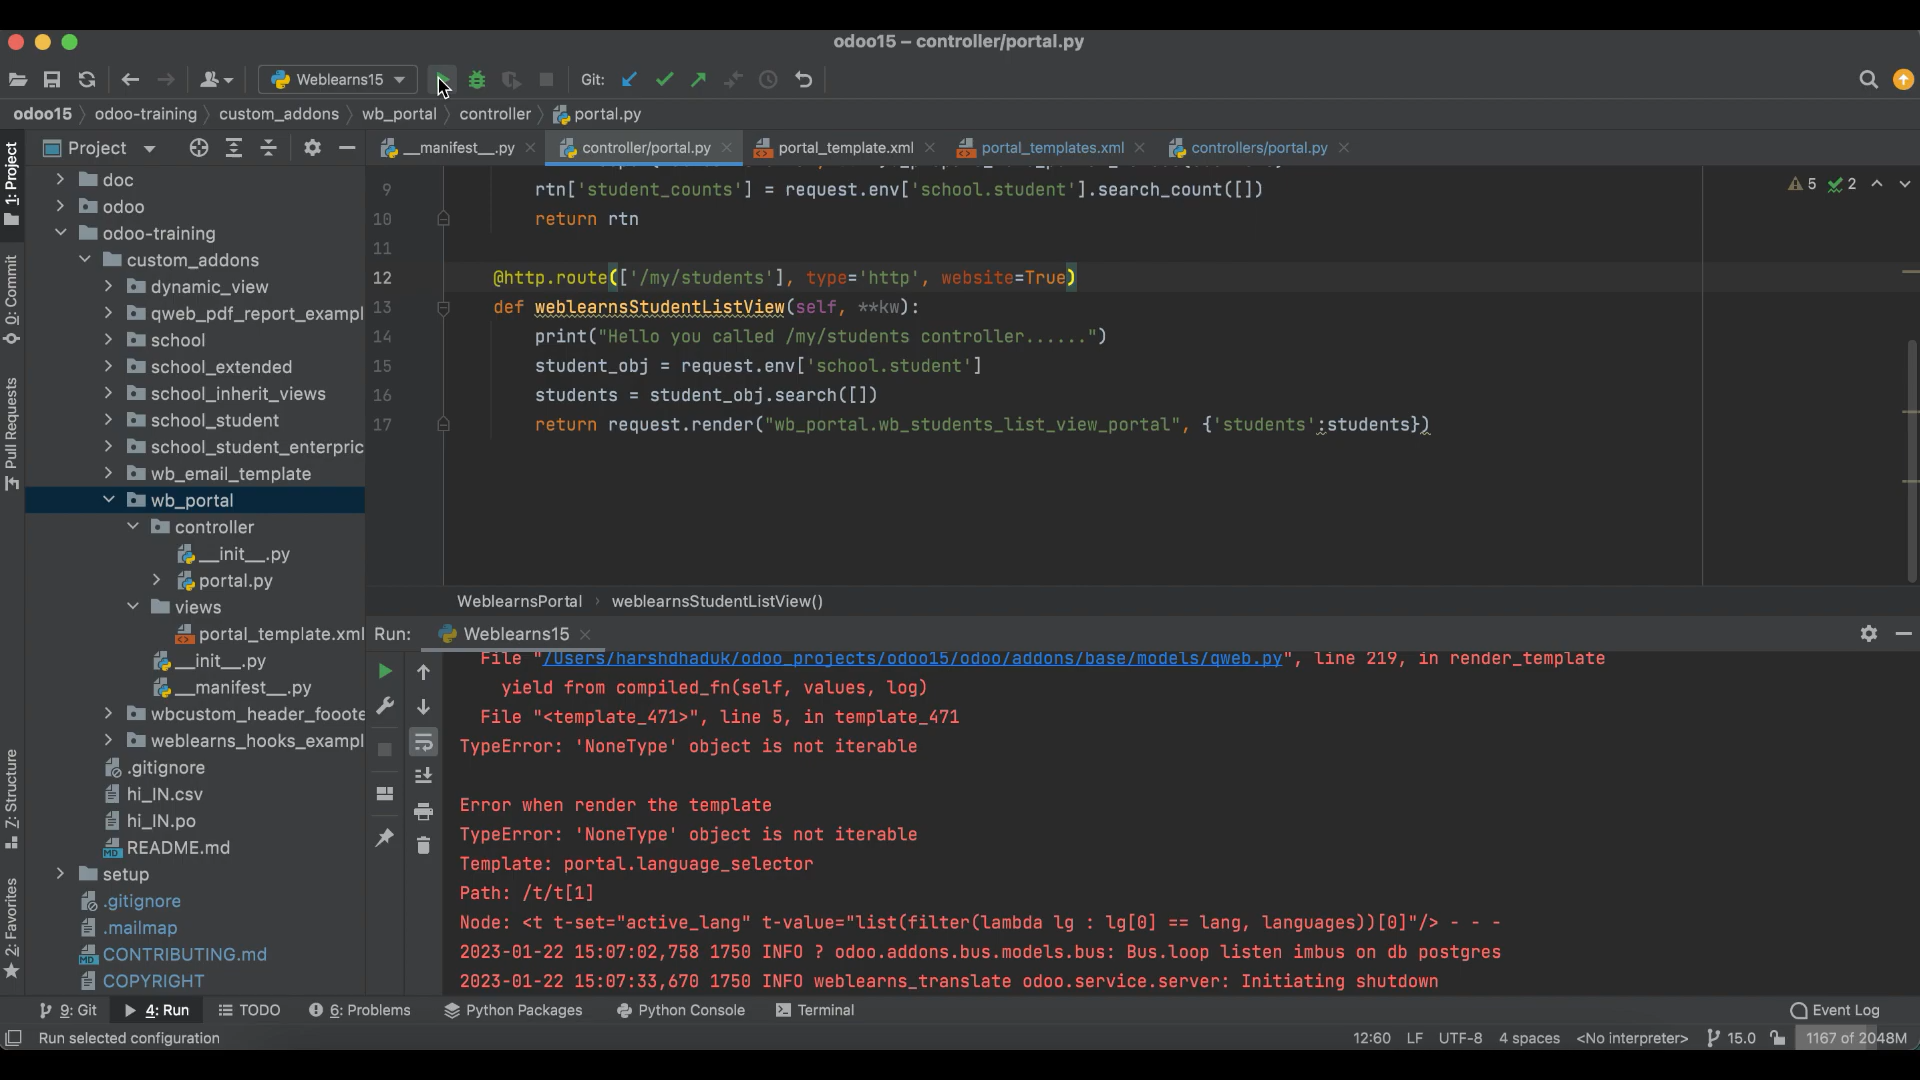 odoo15 – controller/portal.py
Weblearns15
Git:
odoo15
odoo-training
custom_addons
wb_portal
controller
portal.py
1: Project
0: Commit
Pull Requests
Z: Structure
2: Favorites
Project
doc
odoo
odoo-training
custom_addons
dynamic_view
qweb_pdf_report_exampl
school
school_extended
school_inherit_views
school_student
school_student_enterpric
wb_email_template
wb_portal
controller
__init__.py
portal.py
views
portal_template.xml
__init__.py
__manifest__.py
wbcustom_header_foote
weblearns_hooks_exampl
.gitignore
hi_IN.csv
hi_IN.po
README.md
setup
.gitignore
.mailmap
CONTRIBUTING.md
COPYRIGHT
__manifest__.py
controller/portal.py
portal_template.xml
portal_templates.xml
controllers/portal.py
5
2
9 rtn['student_counts'] = request.env['school.student'].search_count([])
10 return rtn
11
12 @http.route(['/my/students'], type='http', website=True)
13 def weblearnsStudentListView(self, **kw):
14 print("Hello you called /my/students controller......")
15 student_obj = request.env['school.student']
16 students = student_obj.search([])
17 return request.render("wb_portal.wb_students_list_view_portal", {'students':students})
WeblearnsPortal
weblearnsStudentListView()
Run:
Weblearns15
File "/Users/harshdhaduk/odoo_projects/odoo15/odoo/addons/base/models/qweb.py", line 219, in render_template
yield from compiled_fn(self, values, log)
File "<template_471>", line 5, in template_471
TypeError: 'NoneType' object is not iterable
Error when render the template
TypeError: 'NoneType' object is not iterable
Template: portal.language_selector
Path: /t/t[1]
Node: <t t-set="active_lang" t-value="list(filter(lambda lg : lg[0] == lang, languages))[0]"/> - - -
2023-01-22 15:07:02,758 1750 INFO ? odoo.addons.bus.models.bus: Bus.loop listen imbus on db postgres
2023-01-22 15:07:33,670 1750 INFO weblearns_translate odoo.service.server: Initiating shutdown
9: Git
4: Run
TODO
6: Problems
Python Packages
Python Console
Terminal
Event Log
Run selected configuration
12:60
LF
UTF-8
4 spaces
<No interpreter>
15.0
1167 of 2048M